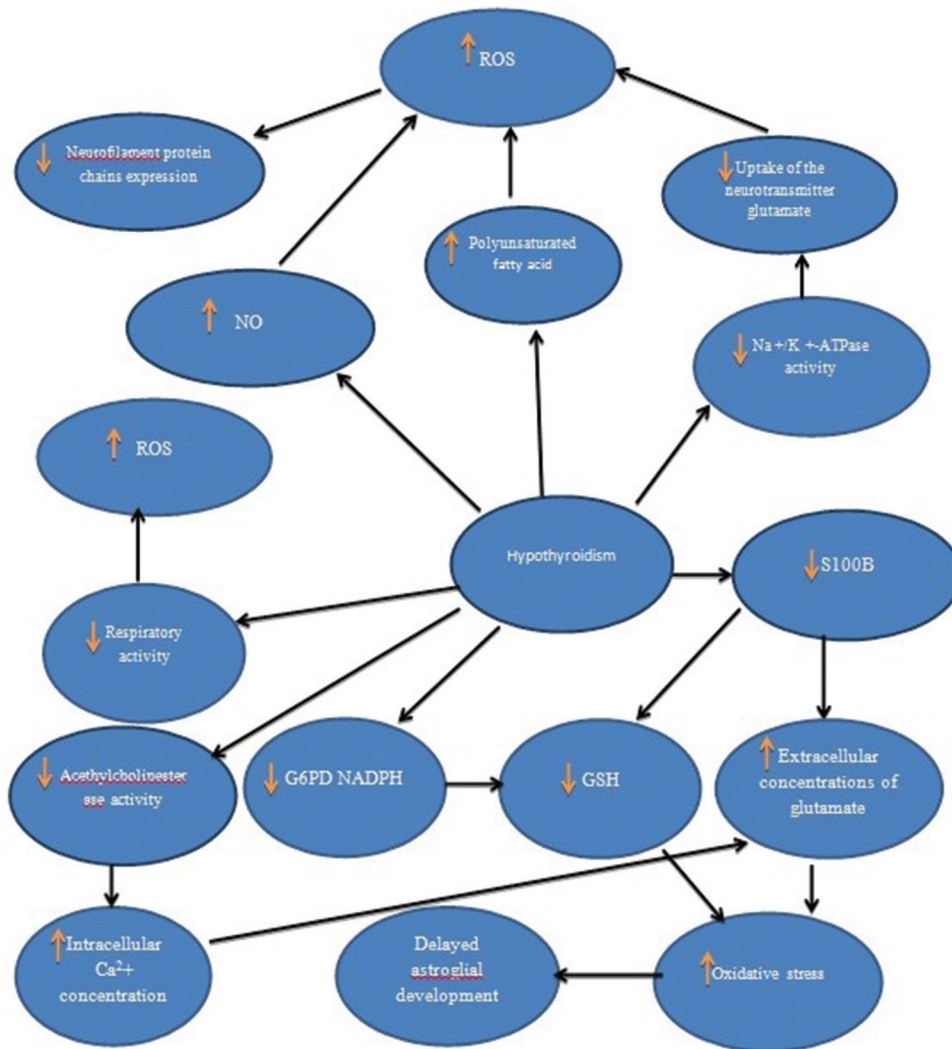 ↑ ROS
↓ Neurofilament protein
chains expression
↓ Uptake of the
neurotransmitter
glutamate
↑ Polyunsaturated
fatty acid
↑ NO
↓ Na +/K +-ATPase
activity
↑ ROS
Hypothyroidism
↓ S100B
↓ Respiratory
activity
↓ Acethylcholinester
sse activity
↓ G6PD NADPH
↓ GSH
↑ Extracellular
concentrations of
glutamate
↑ Intracellular
Ca²+
concentration
Delayed
astroglial
development
↑ Oxidative stress